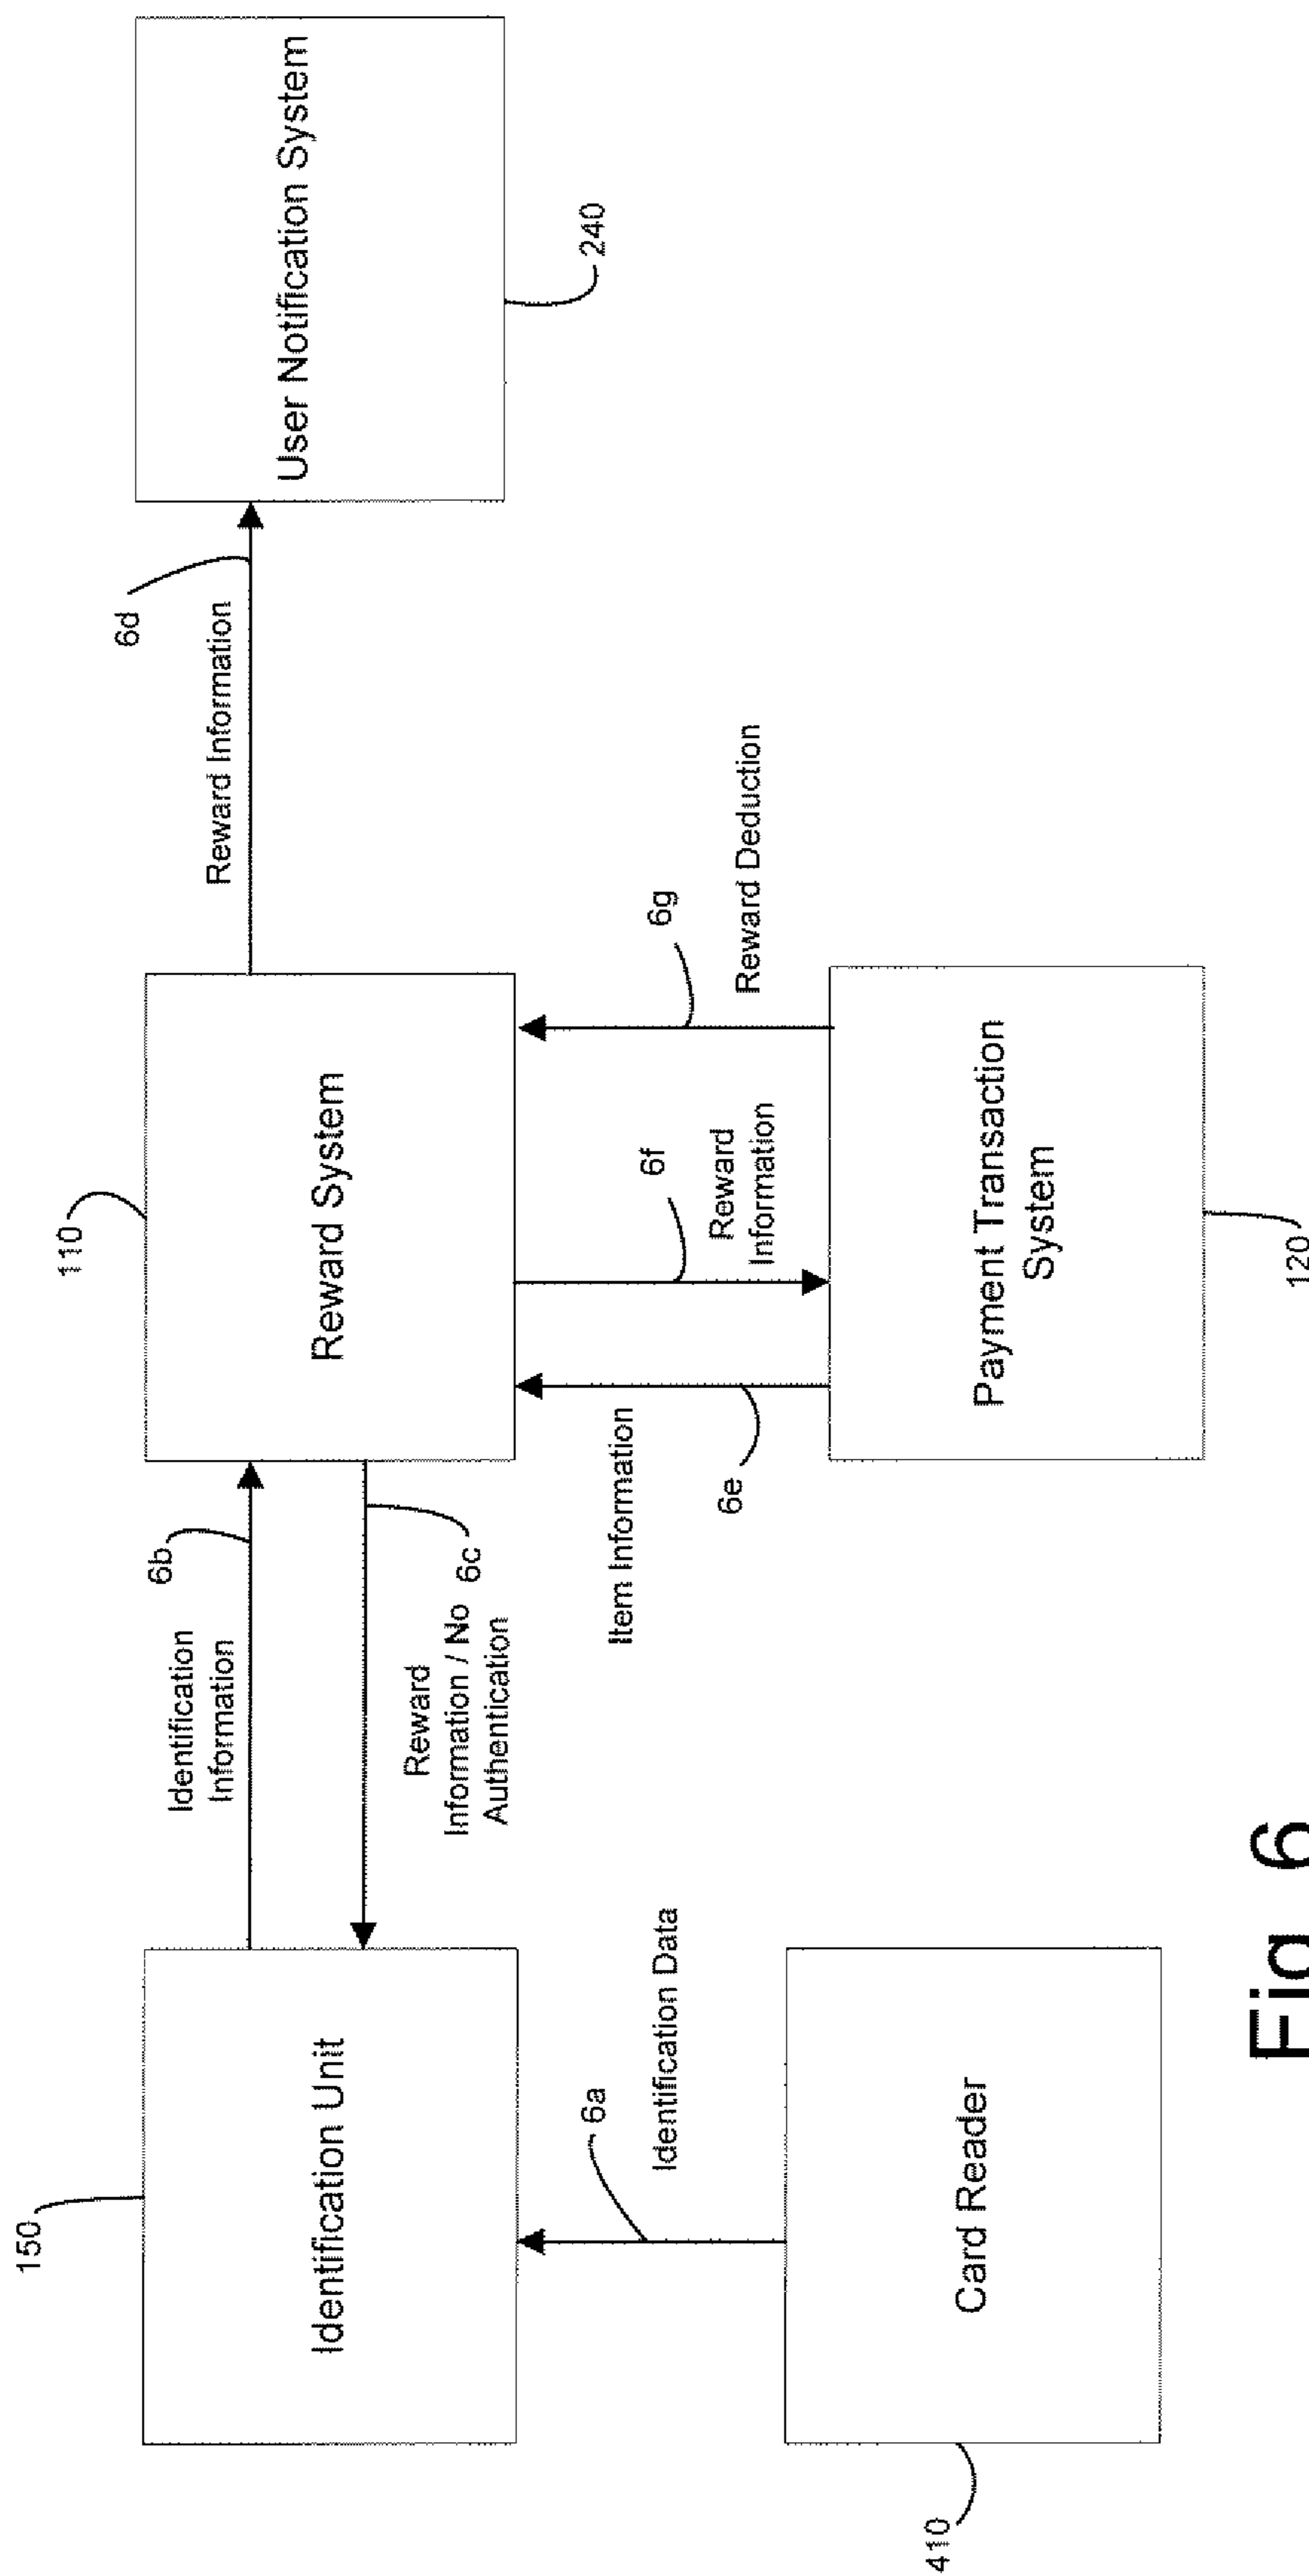 150
Identification Unit
6b
Identification
Information
Reward
Information / No
Authentication
6c
110
Reward System
6d
Reward Information
User Notification System
240
6a
Identification Data
Card Reader
410
Item Information
6e
6f
Reward
Information
6g
Reward Deduction
Payment Transaction
System
120
Fig. 6